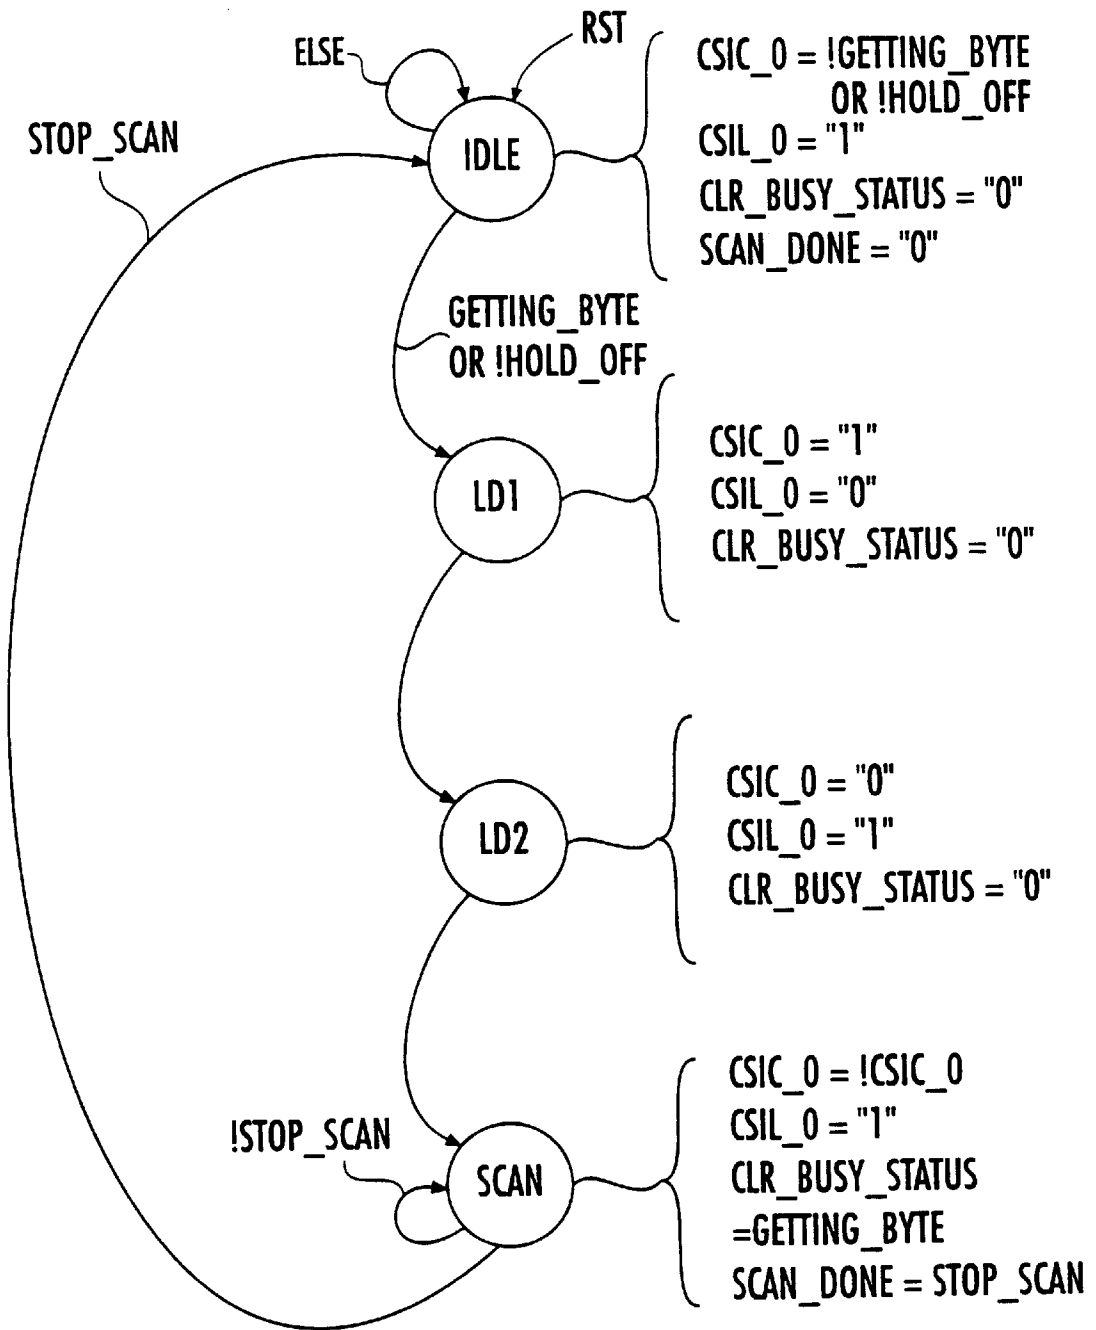 ELSE
RST
STOP_SCAN
IDLE
CSIC_0 = !GETTING_BYTE
OR !HOLD_OFF
CSIL_0 = "1"
CLR_BUSY_STATUS = "0"
SCAN_DONE = "0"
GETTING_BYTE
OR !HOLD_OFF
LD1
CSIC_0 = "1"
CSIL_0 = "0"
CLR_BUSY_STATUS = "0"
LD2
CSIC_0 = "0"
CSIL_0 = "1"
CLR_BUSY_STATUS = "0"
!STOP_SCAN
SCAN
CSIC_0 = !CSIC_0
CSIL_0 = "1"
CLR_BUSY_STATUS
=GETTING_BYTE
SCAN_DONE = STOP_SCAN